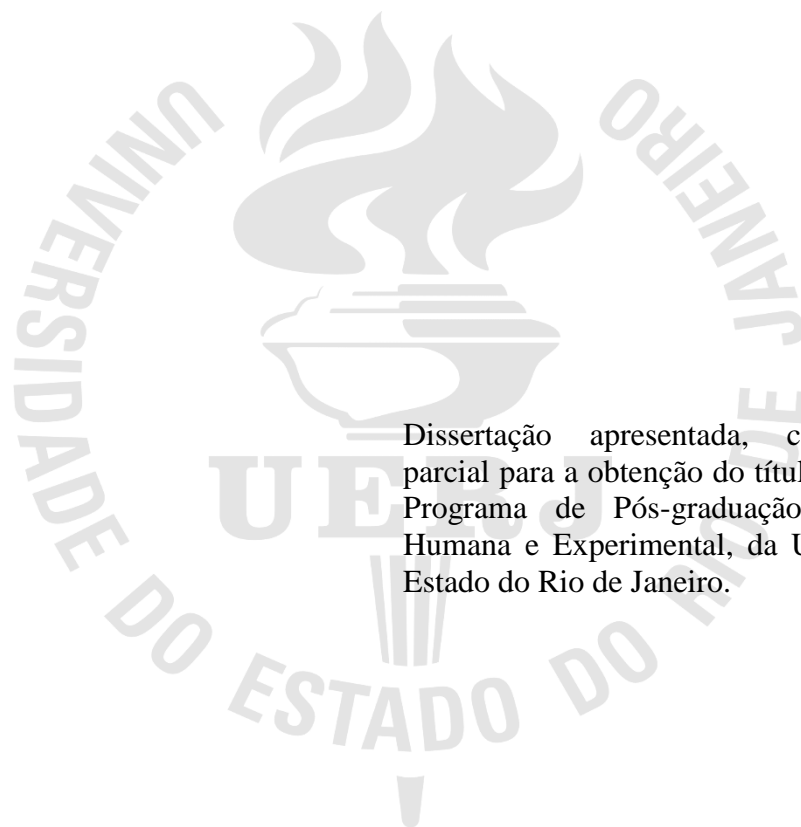 UNIVERSIDADE DO ESTADO DO RIO DE JANEIRO
UERJ
Dissertação apresentada,
parcial para a obtenção do
Programa de Pós-graduação
Humana e Experimental, da
Estado do Rio de Janeiro.